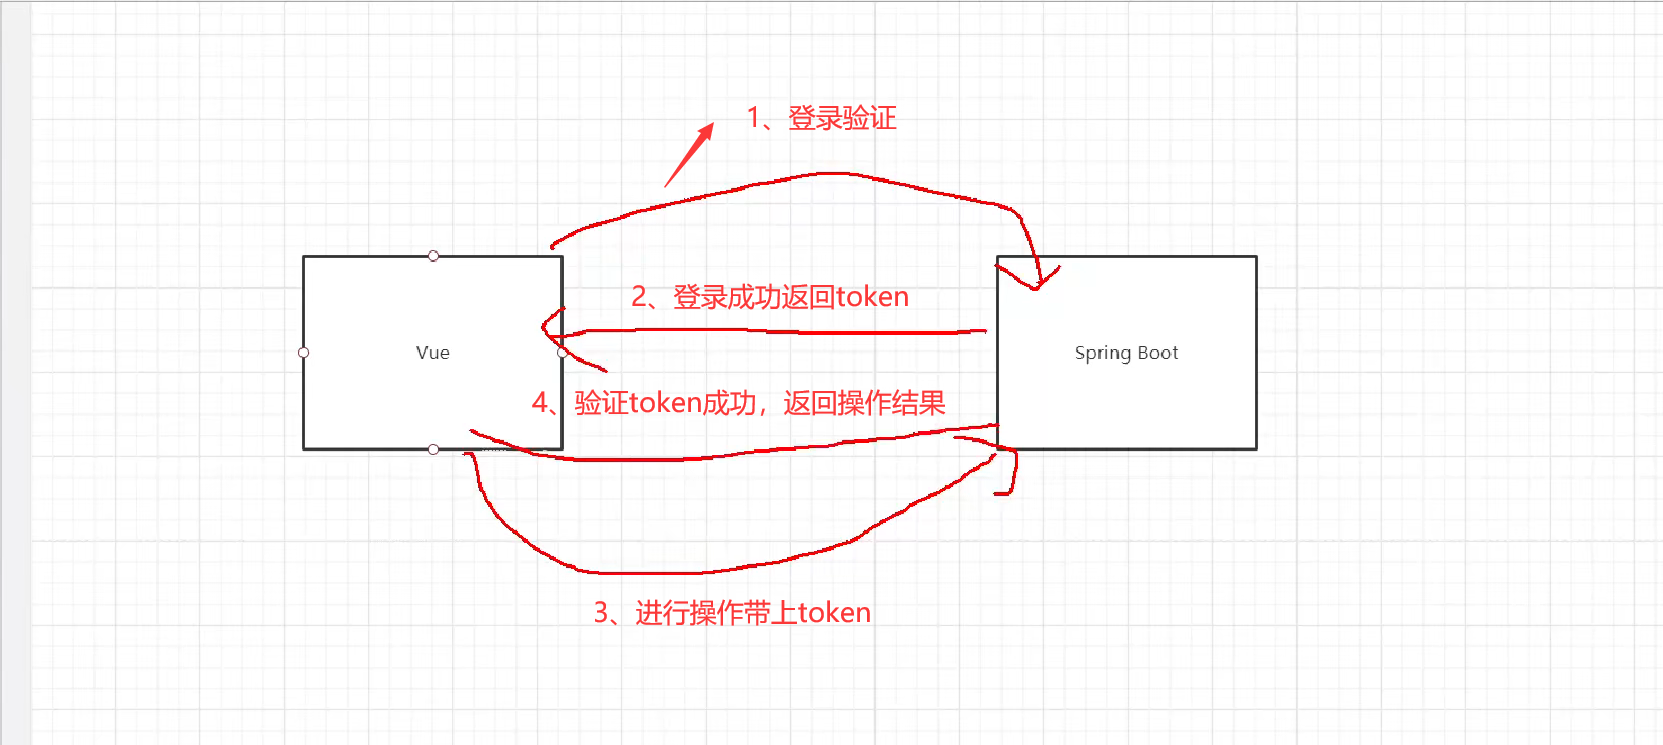 1、登录验证
2、登录成功返回token
Vue
Spring Boot
4、验证token成功，返回操作结果
3、进行操作带上token